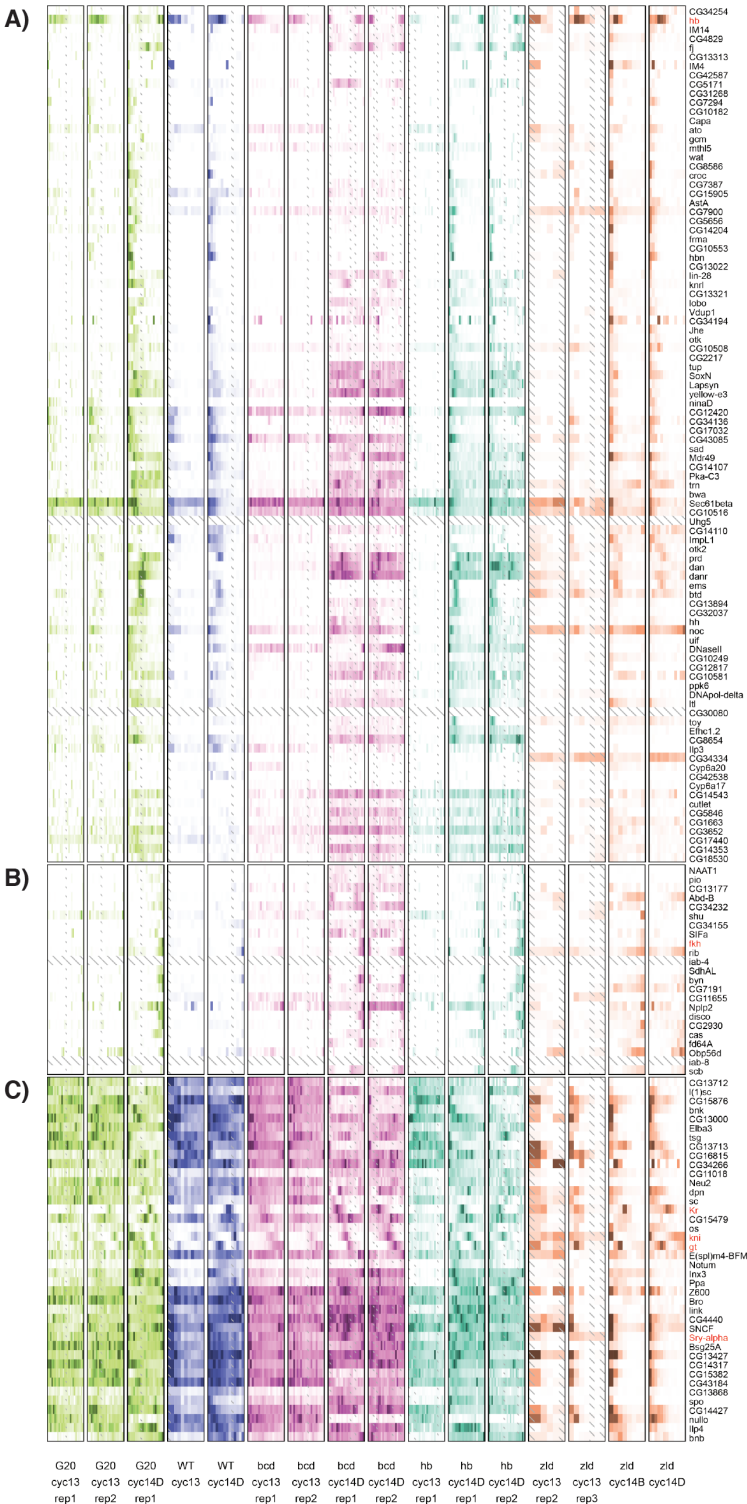 A)
CG34254
hb
IM14
CG4829
fj
CG13313
IM4
CG42587
CG5171
CG31268
CG7294
CG10182
Capa
ato
gcm
mthl5
wat
CG8586
croc
CG7387
CG15905
AstA
CG7900
CG5656
CG14204
frma
CG10553
hbn
CG13022
lin-28
knrl
CG13321
lobo
Vdup1
CG34194
Jhe
otk
CG10508
CG2217
tup
SoxN
Lapsyn
yellow-e3
ninaD
CG12420
CG34136
CG17032
CG43085
sad
Mdr49
CG14107
Pka-C3
trn
bwa
Sec61beta
CG10516
Uhg5
CG14110
ImpL1
otk2
prd
dan
danr
ems
btd
CG13894
CG32037
hh
noc
uif
DNaseII
CG10249
CG12817
CG10581
ppk6
DNApol-delta
ltl
CG30080
toy
Efhc1.2
CG8654
Ilp3
CG34334
Cyp6a20
CG42538
Cyp6a17
CG14543
cutlet
CG5846
CG1663
CG3652
CG17440
CG14353
CG18530
B)
NAAT1
pio
CG13177
Abd-B
CG34232
shu
CG34155
SIFa
fkh
rib
iab-4
SdhAL
byn
CG7191
CG11655
Nplp2
disco
CG2930
cas
fd64A
Obp56d
iab-8
scb
C)
CG13712
l(1)sc
CG15876
bnk
CG13000
Elba3
tsg
CG13713
CG16815
CG34266
CG11018
Neu2
dpn
sc
Kr
CG15479
os
kni
gt
E(spl)m4-BFM
Notum
Inx3
Ppa
Z600
Bro
link
CG4440
SNCF
Sry-alpha
Bsg25A
CG13427
CG14317
CG15382
CG43184
CG13868
spo
CG14427
nullo
Ilp4
bnb
G20 G20 G20 WT WT bcd bcd bcd bcd hb hb hb zld zld zld zld
cyc13 cyc13 cyc14D cyc13 cyc14D cyc13 cyc13 cyc14D cyc14D cyc13 cyc14D cyc14D cyc13 cyc13 cyc14B cyc14D
rep1 rep2 rep1 rep1 rep2 rep1 rep2 rep1 rep1 rep2 rep2 rep3